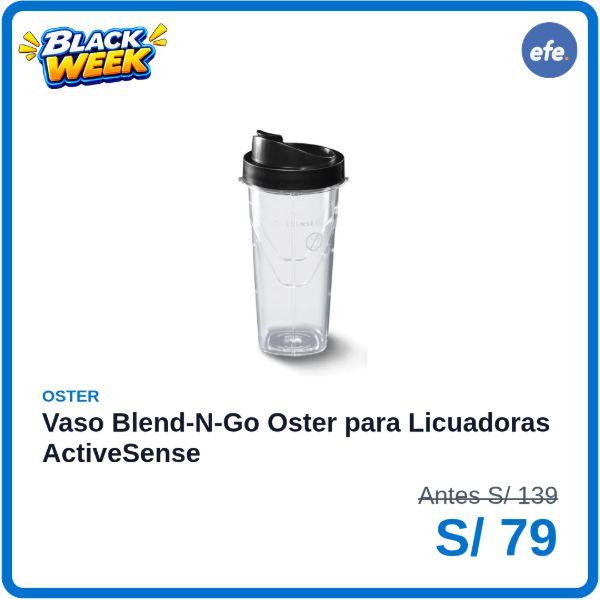 BLACK
WEEK
efe.
OSTER
Vaso Blend-N-Go Oster para Licuadoras
ActiveSense
Antes S/ 139
S/ 79